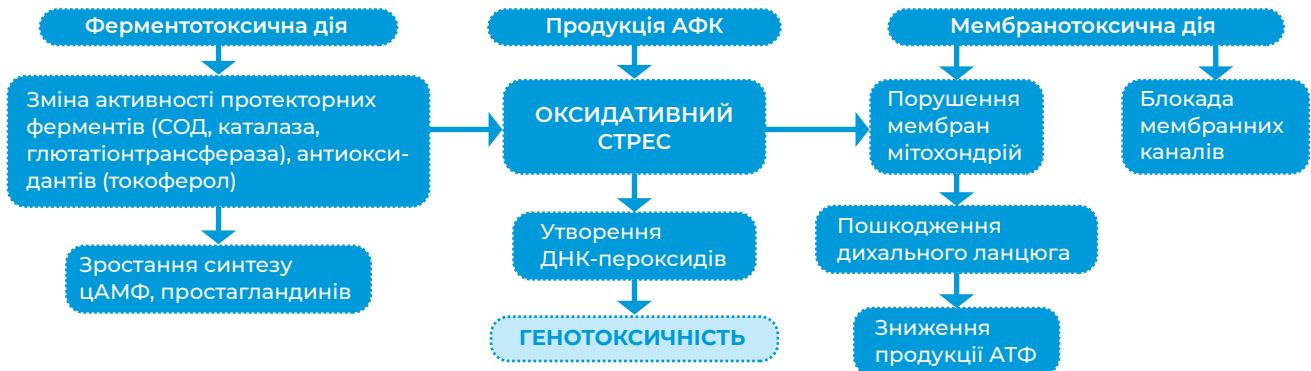 Ферментотоксична дія
Зміна активності протекторних
ферментів (СОД, каталаза,
глютатіонтрансфераза), антиокси-
дантів (токоферол)
Зростання синтезу
цАМФ, простагландинів
Продукція АФК
ОКСИДАТИВНИЙ
СТРЕС
Утворення
ДНК-пероксидів
ГЕНОТОКСИЧНІСТЬ
Мембранотоксична дія
Порушення
мембран
мітохондрій
Пошкодження
дихального ланцюга
Зниження
продукції АТФ
Блокада
мембранних
каналів